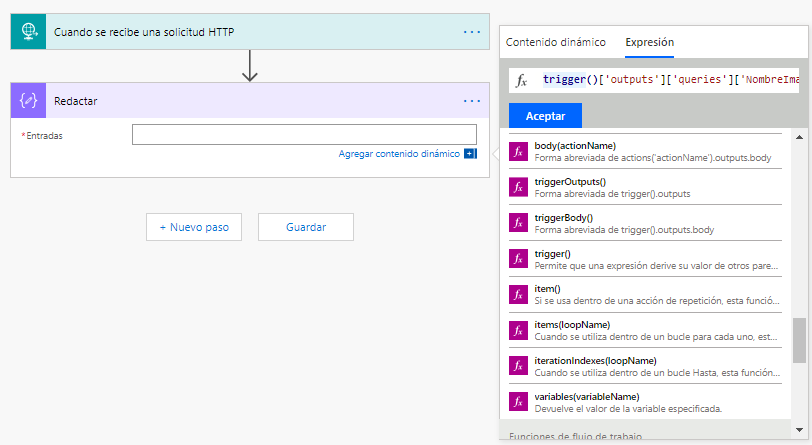 Cuando se recibe una solicitud HTTP
Redactar
*Entradas
Agregar contenido dinámico
+ Nuevo paso
Guardar
Contenido dinámico
Expresión
fx trigger()['outputs']['queries']['NombreIma
Aceptar
body(actionName)
Forma abreviada de actions('actionName').outputs.body
triggerOutputs()
Forma abreviada de trigger().outputs
triggerBody()
Forma abreviada de trigger().outputs.body
trigger()
Permite que una expresión derive su valor de otros pare...
item()
Si se usa dentro de una acción de repetición, esta funció...
items(loopName)
Cuando se utiliza dentro de un bucle para cada uno, est...
iterationIndexes(loopName)
Cuando se utiliza dentro de un bucle Hasta, esta función...
variables(variableName)
Devuelve el valor de la variable especificada.
Funciones de flujo de trabajo